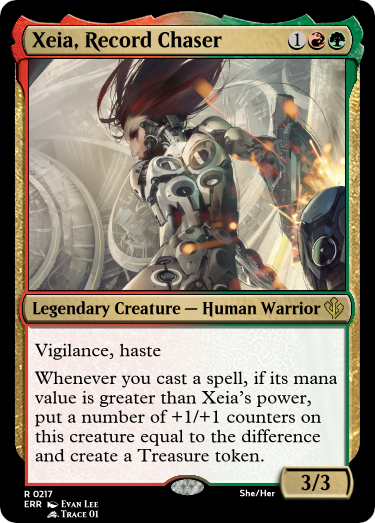 Xeia, Record Chaser 1
Legendary Creature — Human Warrior
Vigilance, haste
Whenever you cast a spell, if its mana
value is greater than Xeia's power,
put a number of +1/+1 counters on
this creature equal to the difference
and create a Treasure token.
3/3
R 0217
She/Her
ERR Evan Lee
Trace 01